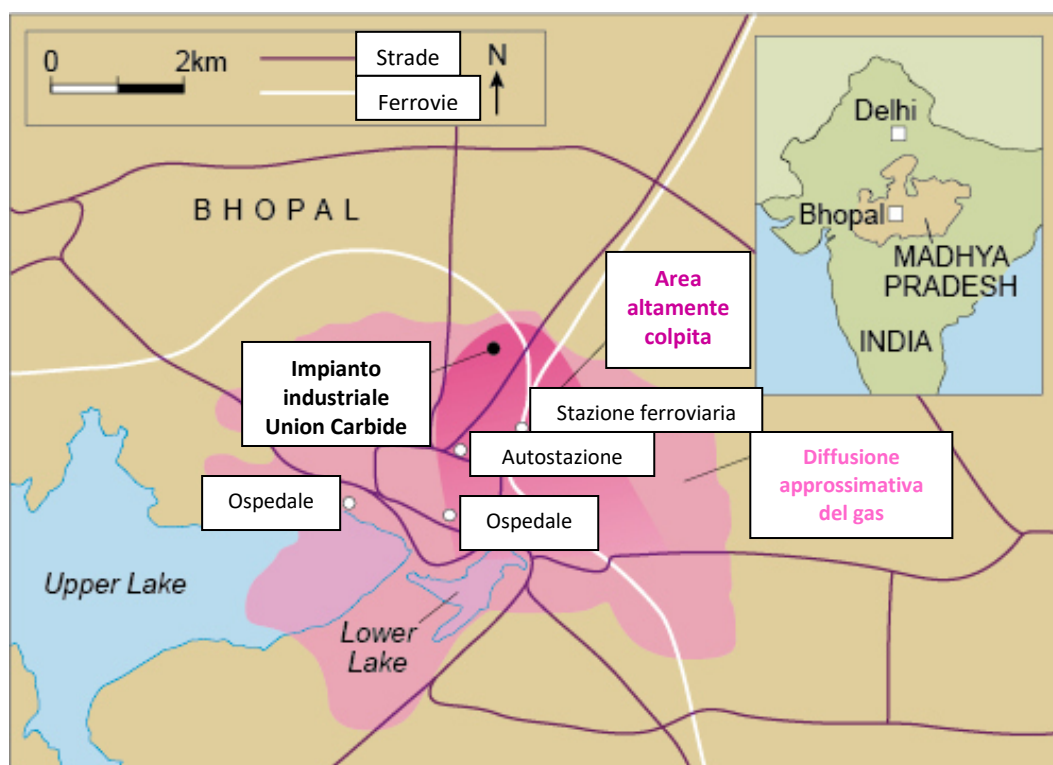 0 2km
Strade
Ferrovie
N
BHOPAL
Delhi
Bhopal
MADHYA
PRADESH
INDIA
Area
altamente
colpita
Impianto
industriale
Union Carbide
Stazione ferroviaria
Autostazione
Diffusione
approssimativa
del gas
Ospedale
Ospedale
Upper Lake
Lower
Lake